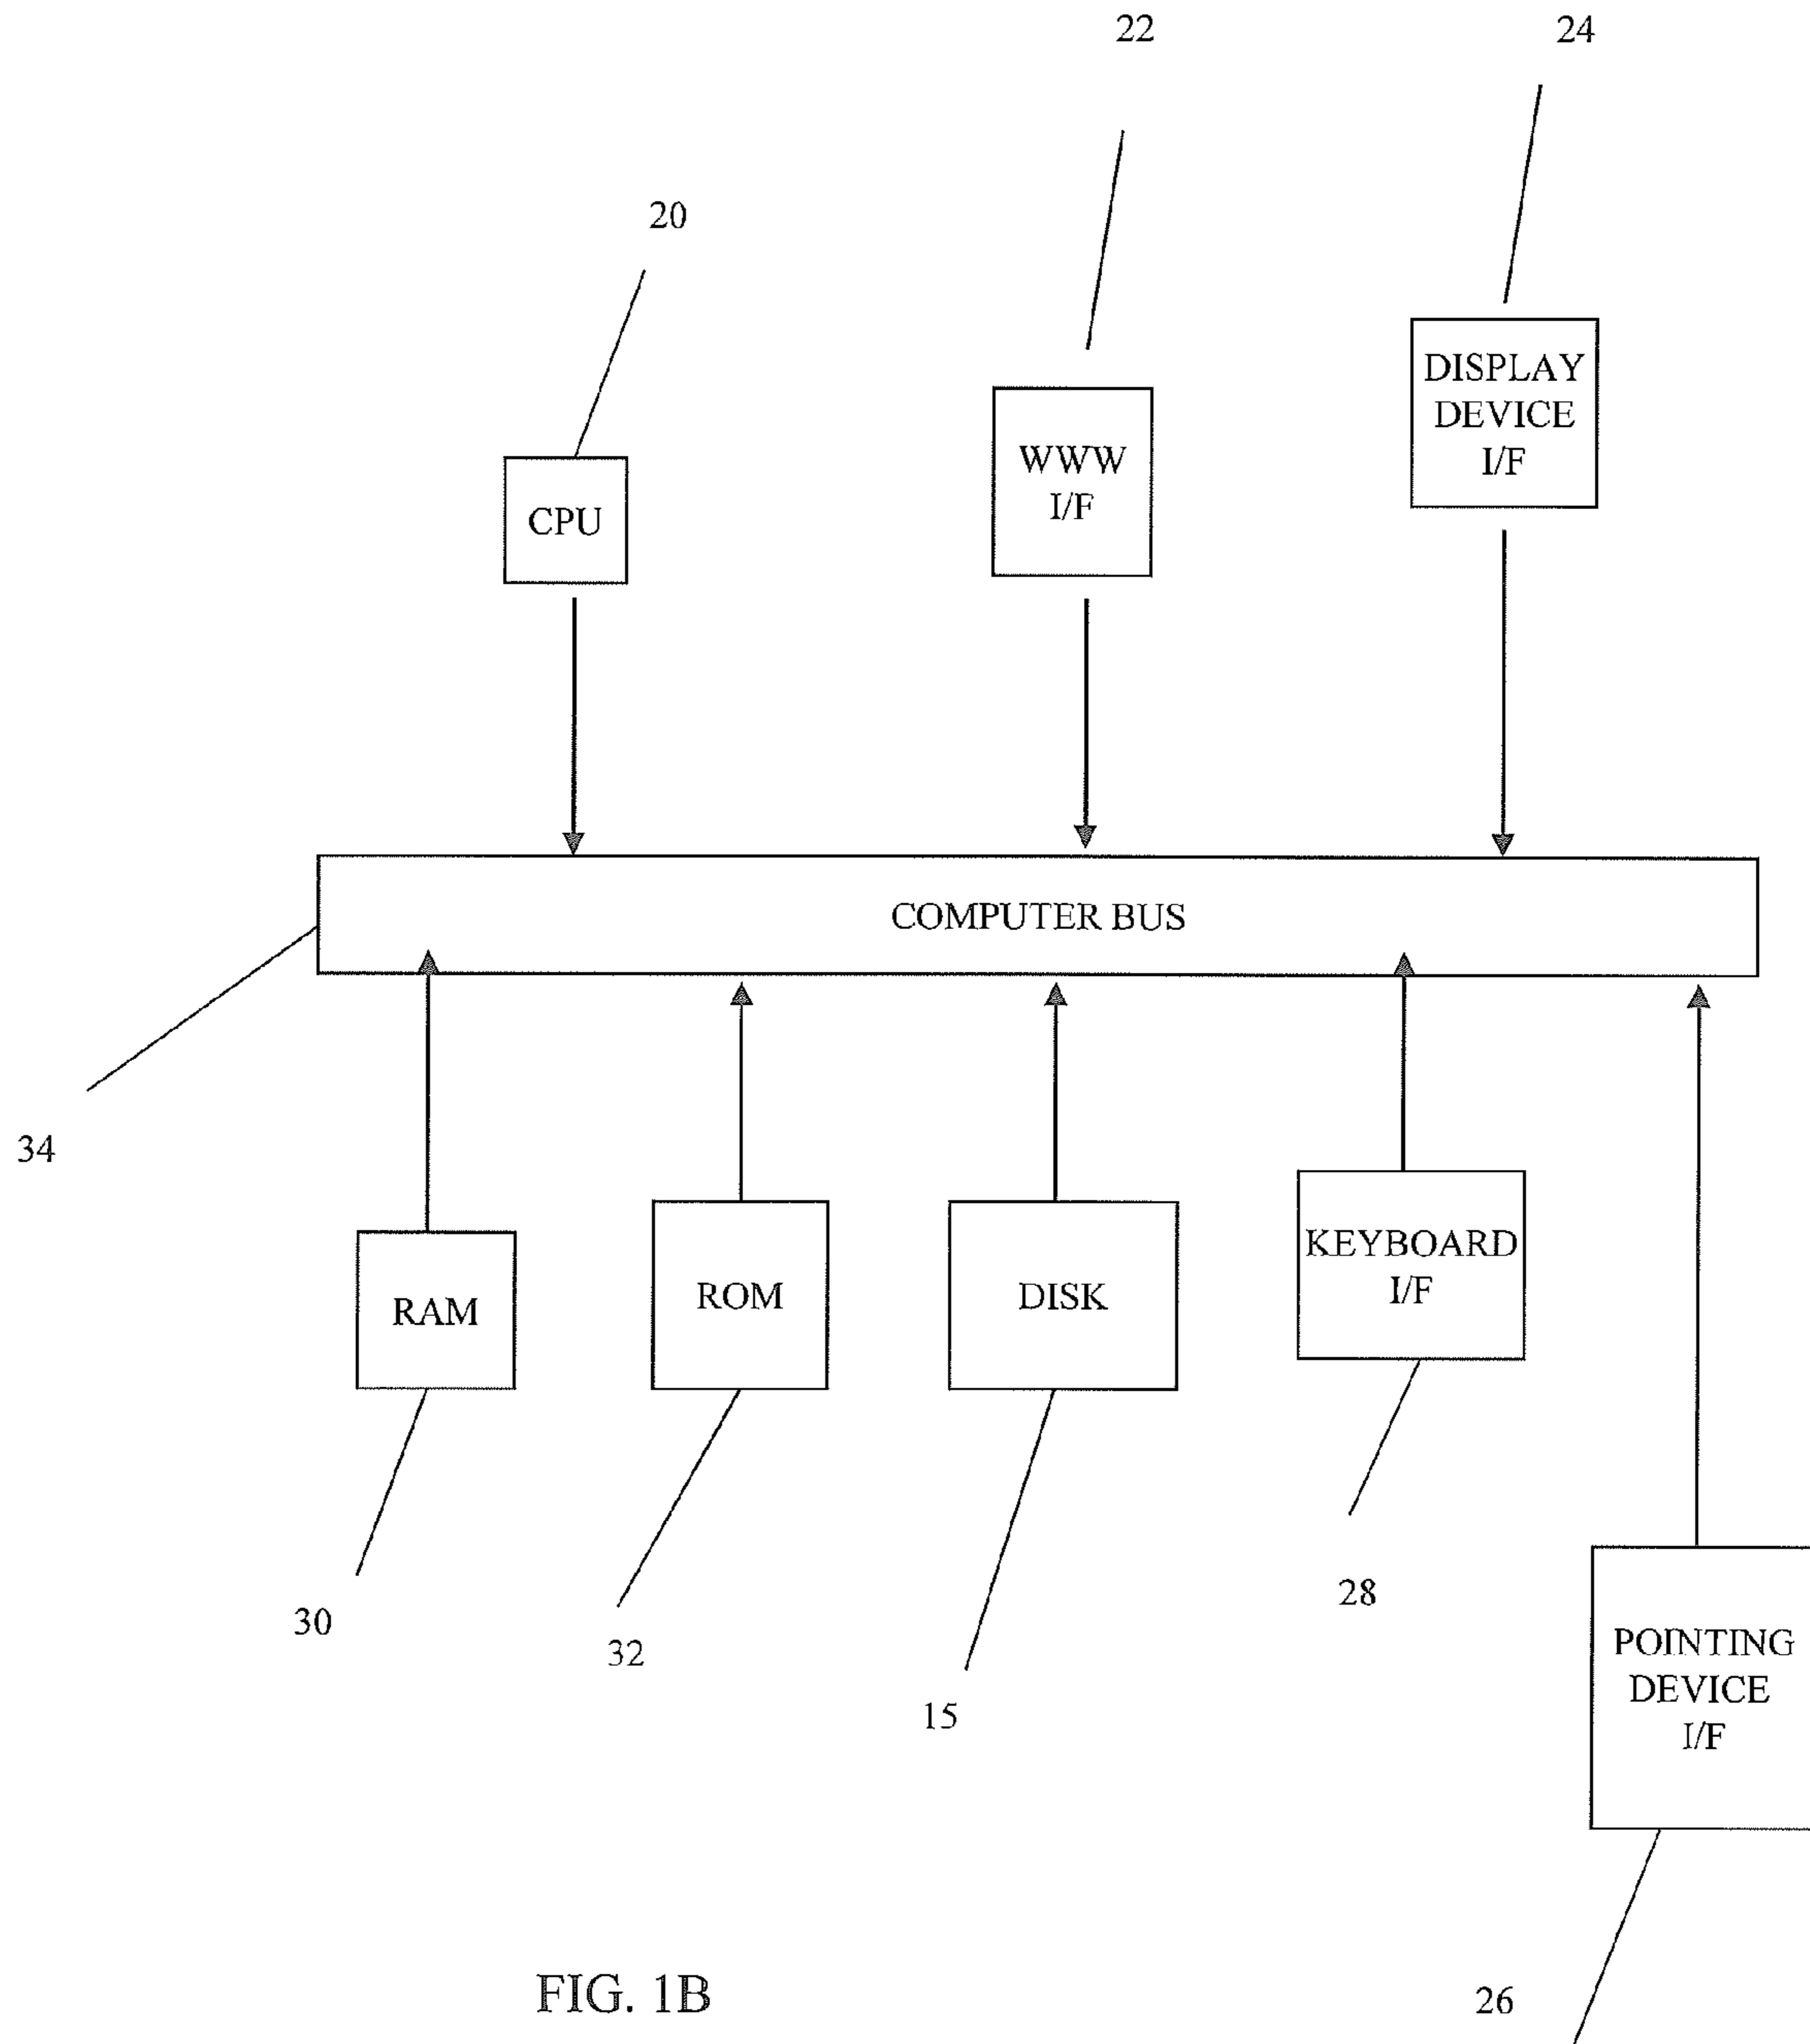 22
24
20
DISPLAY
DEVICE
I/F
WWW
I/F
CPU
COMPUTER BUS
34
KEYBOARD
I/F
RAM
ROM
DISK
28
30
32
15
POINTING
DEVICE
I/F
FIG. 1B
26